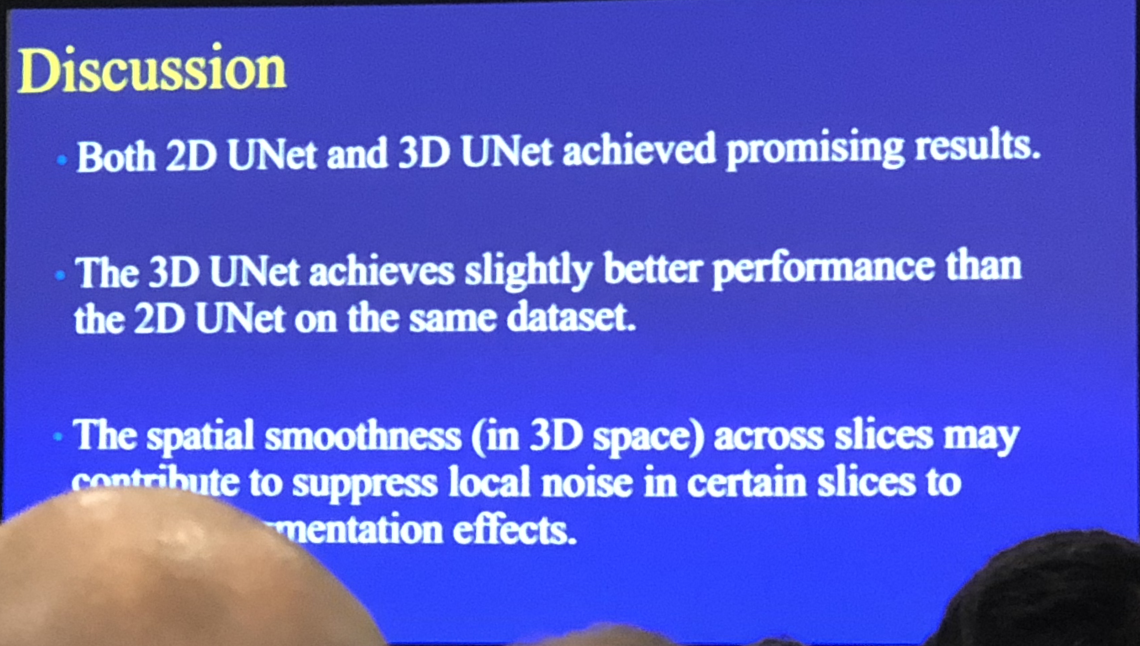 Discussion
• Both 2D UNet and 3D UNet achieved promising results.
• The 3D UNet achieves slightly better performance than
the 2D UNet on the same dataset.
• The spatial smoothness (in 3D space) across slices may
contribute to suppress local noise in certain slices to
effects.